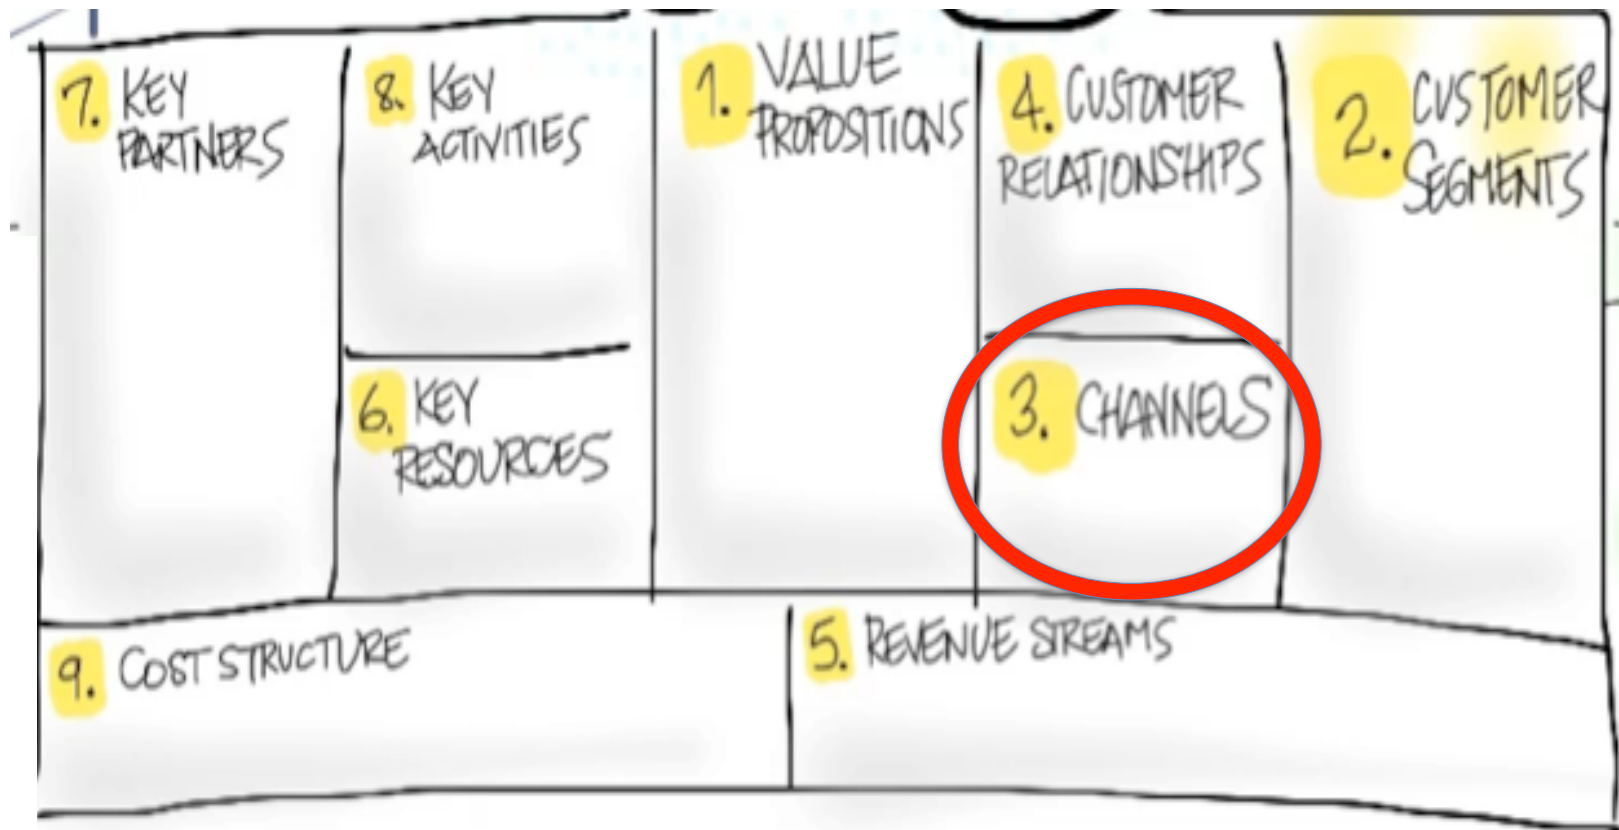 7. KEY
PARTNERS
8. KEY
ACTIVITIES
6. KEY
RESOURCES
1. VALUE
PROPOSITIONS
4. CUSTOMER
RELATIONSHIPS
3. CHANNELS
2. CUSTOMER
SEGMENTS
9. COST STRUCTURE
5. REVENUE STREAMS